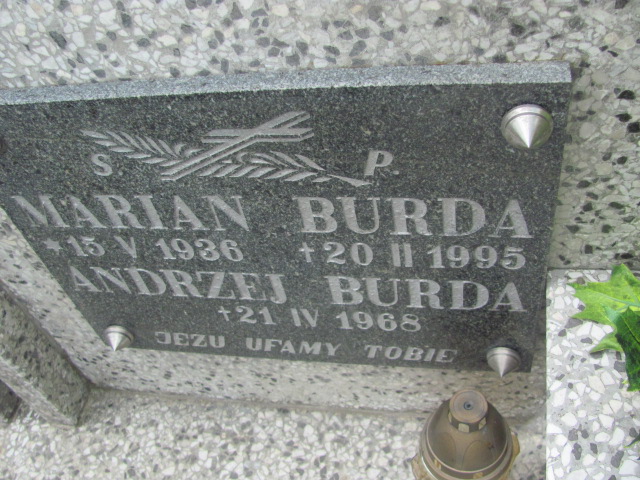 S. P.
MARIAN BURDA
*15 V 1936 +20 II 1995
ANDRZEJ BURDA
+21 IV 1968
JEZU UFAMY TOBIE